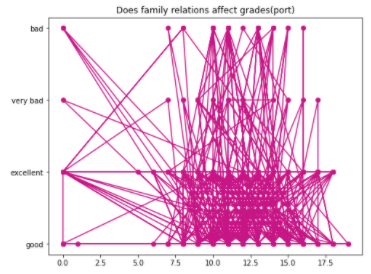 Does family relations affect grades(port)
bad
very bad
excellent
good
0.0 2.5 5.0 7.5 10.0 12.5 15.0 17.5